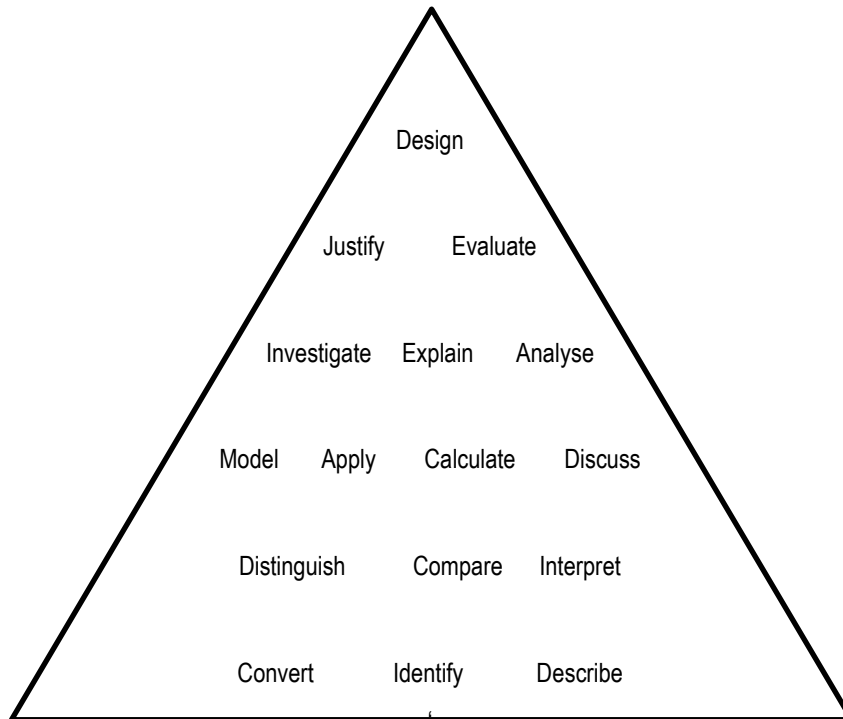 Design
Justify Evaluate
Investigate Explain Analyse
Model Apply Calculate Discuss
Distinguish Compare Interpret
Convert Identify Describe